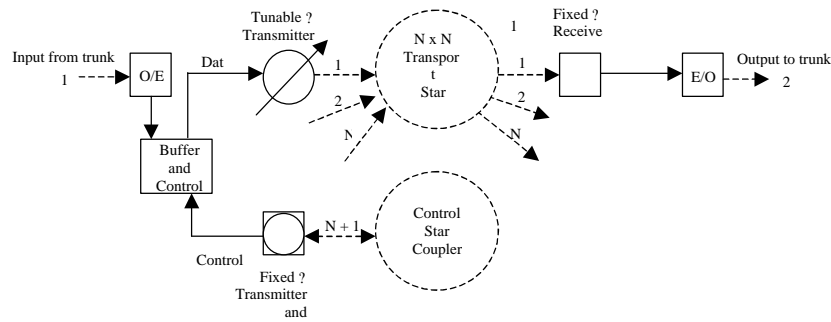 Input from trunk
1
O/E
Dat
Tunable ?
Transmitter
1
2
N
N x N
Transpor
t
Star
1
1
2
N
Fixed ?
Receive
E/O
Output to trunk
2
Buffer
and
Control
Control
Fixed ?
Transmitter
and
N + 1
Control
Star
Coupler